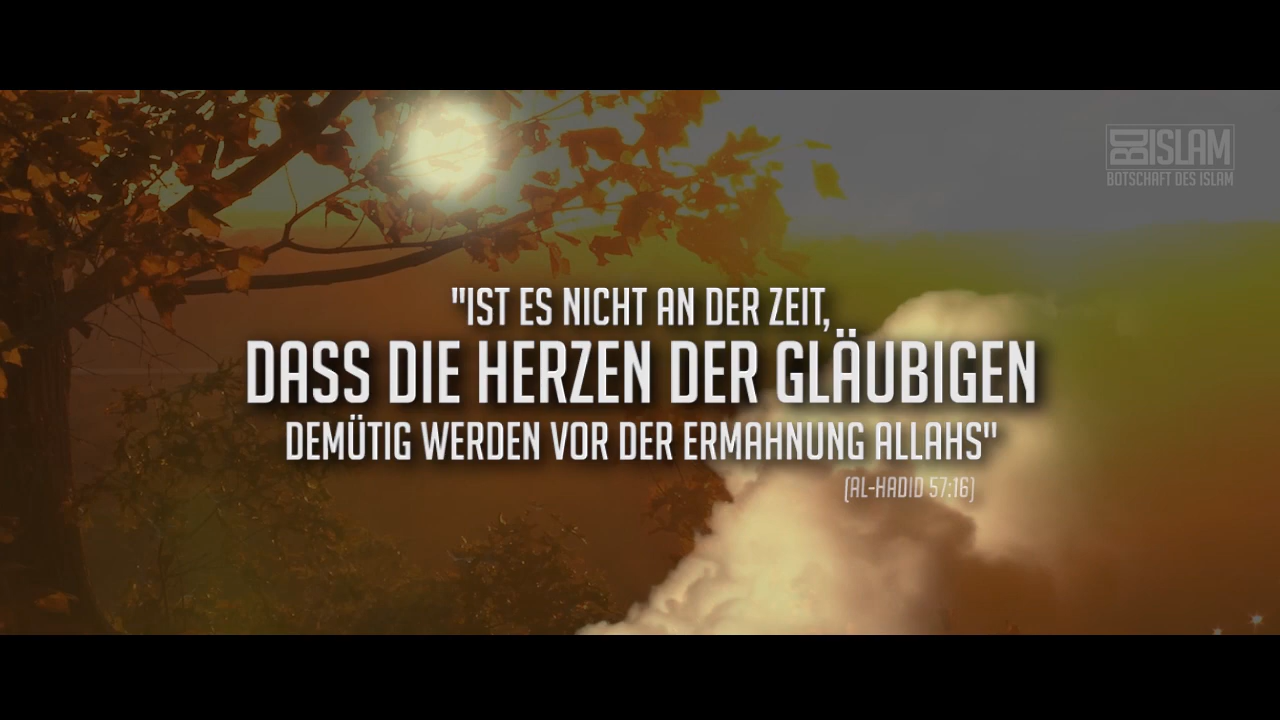 BDISLAM
BOTSCHAFT DES ISLAM
"IST ES NICHT AN DER ZEIT,
DASS DIE HERZEN DER GLÄUBIGEN
DEMÜTIG WERDEN VOR DER ERMAHNUNG ALLAHS"
(AL-HADID 57:16)